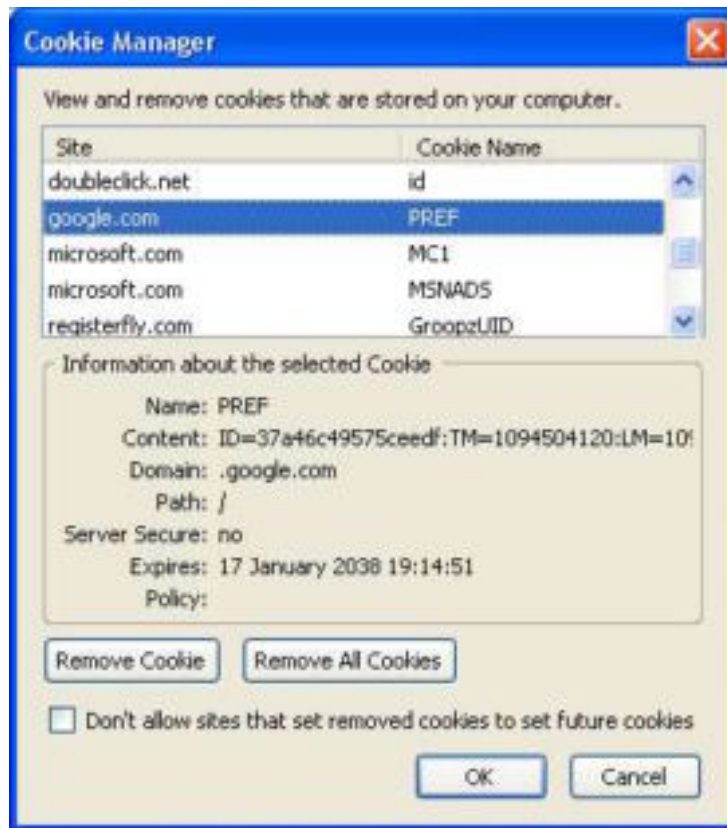 Cookie Manager
View and remove cookies that are stored on your computer.
Site Cookie Name
doubleclick.net id
google.com PREF
microsoft.com MC1
microsoft.com MSNADS
registerfly.com GroopzUID
Information about the selected Cookie
Name: PREF
Content: ID=37a46c49575ceedf:TM=1094504120:LM=109
Domain: .google.com
Path: /
Server Secure: no
Expires: 17 January 2038 19:14:51
Policy:
Remove Cookie Remove All Cookies
Don't allow sites that set removed cookies to set future cookies
OK Cancel